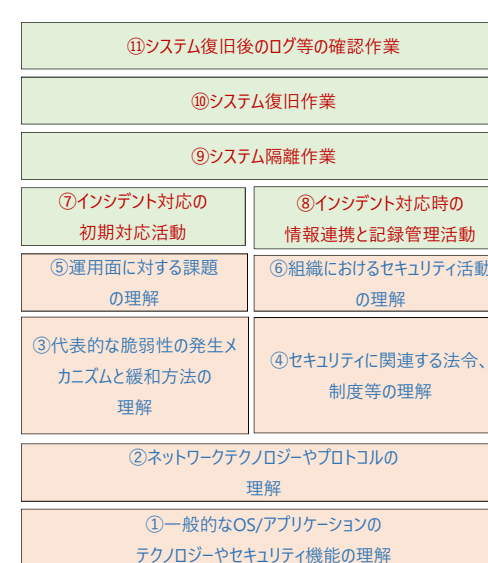 ⑪システム復旧後のログ等の確認作業
⑩システム復旧作業
⑨システム隔離作業
⑦インシデント対応の
初期対応活動
⑧インシデント対応時の
情報連携と記録管理活動
⑤運用面に対する課題
の理解
⑥組織におけるセキュリティ活動
の理解
③代表的な脆弱性の発生メ
カニズムと緩和方法の
理解
④セキュリティに関連する法令、
制度等の理解
②ネットワークテクノロジーやプロトコルの
理解
①一般的なOS/アプリケーションの
テクノロジーやセキュリティ機能の理解